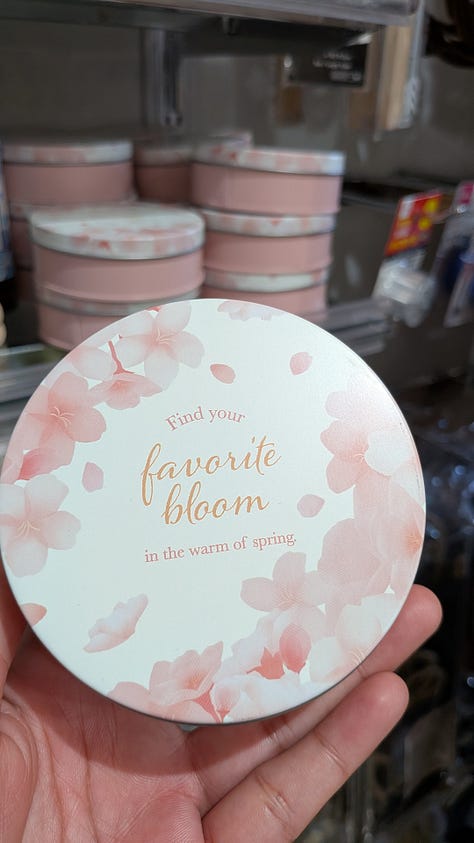 Find your
favorite
bloom
in the warm of spring.